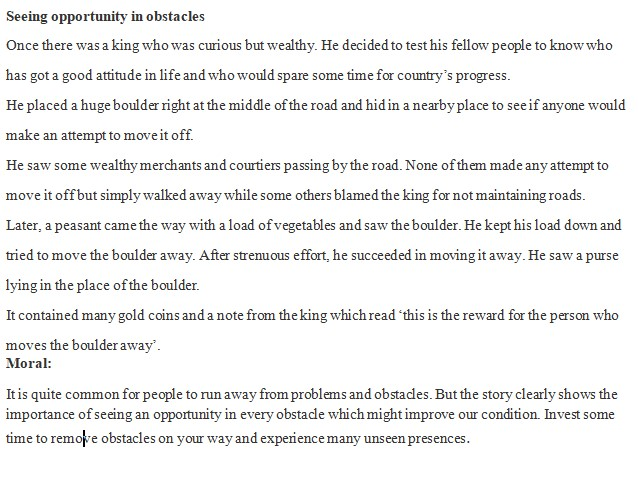 Seeing opportunity in obstacles
Once there was a king who was curious but wealthy. He decided to test his fellow people to know who
has got a good attitude in life and who would spare some time for country’s progress.
He placed a huge boulder right at the middle of the road and hid in a nearby place to see if anyone would
make an attempt to move it off.
He saw some wealthy merchants and courtiers passing by the road. None of them made any attempt to
move it off but simply walked away while some others blamed the king for not maintaining roads.
Later, a peasant came the way with a load of vegetables and saw the boulder. He kept his load down and
tried to move the boulder away. After strenuous effort, he succeeded in moving it away. He saw a purse
lying in the place of the boulder.
It contained many gold coins and a note from the king which read ‘this is the reward for the person who
moves the boulder away’.
Moral:
It is quite common for people to run away from problems and obstacles. But the story clearly shows the
importance of seeing an opportunity in every obstacle which might improve our condition. Invest some
time to remove obstacles on your way and experience many unseen presences.